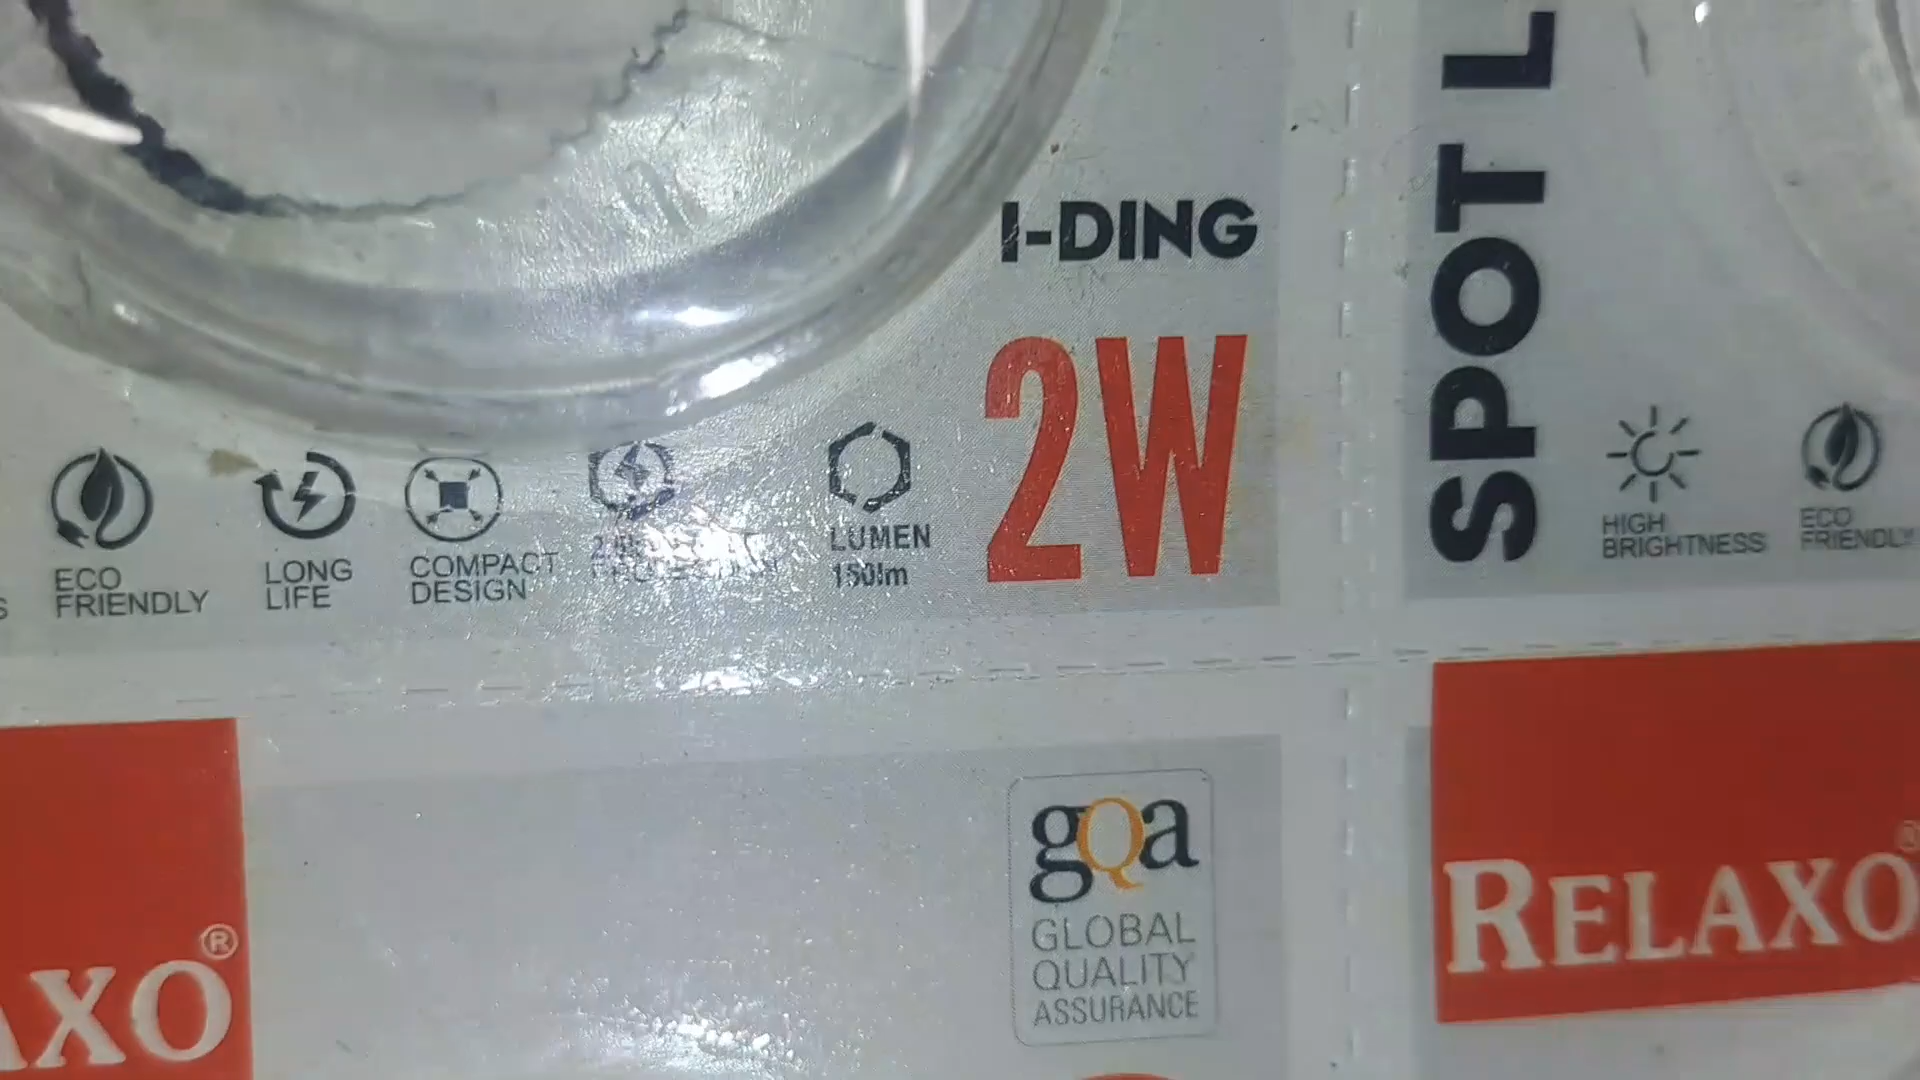 I-DING
2W
ECO
FRIENDLY
LONG
LIFE
COMPACT
DESIGN
LUMEN
150lm
SPOT L
HIGH
BRIGHTNESS
ECO
FRIENDLY
AXO®
gQa
GLOBAL
QUALITY
ASSURANCE
RELAXO®